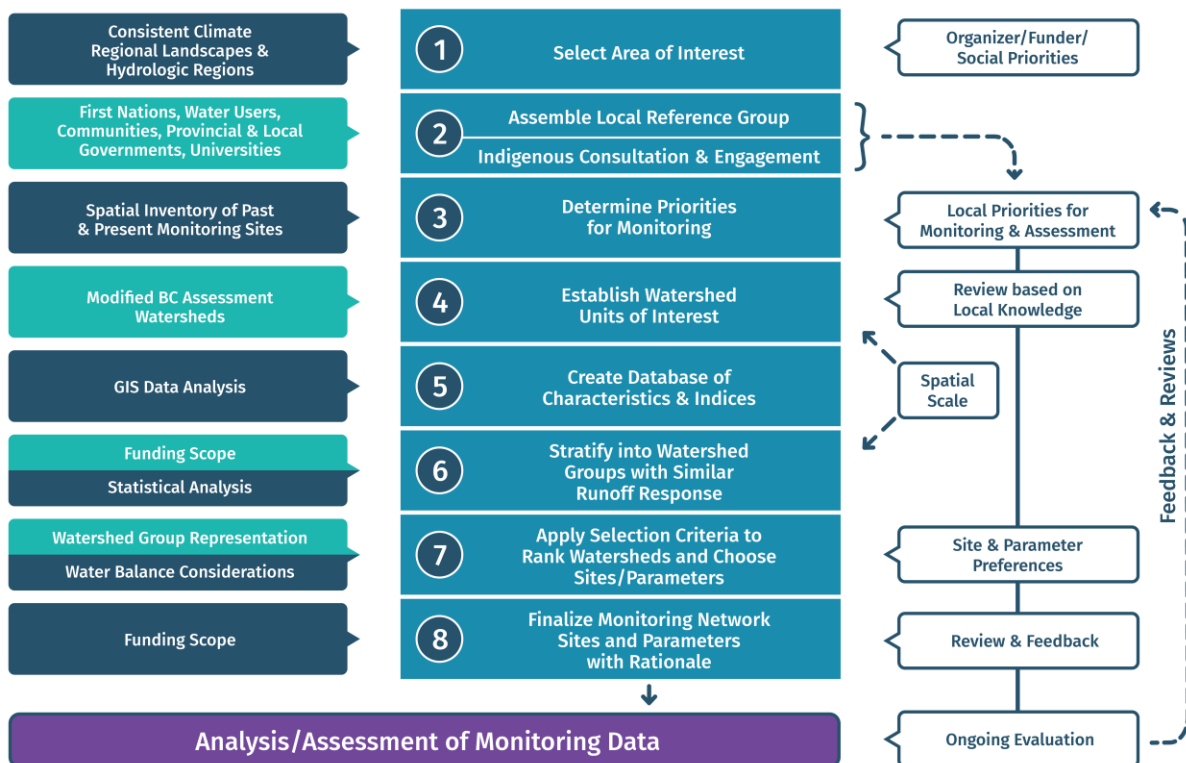 Consistent Climate
Regional Landscapes &
Hydrologic Regions
1
Select Area of Interest
Organizer/Funder/
Social Priorities
First Nations, Water Users,
Communities, Provincial & Local
Governments, Universities
2
Assemble Local Reference Group
Indigenous Consultation & Engagement
Spatial Inventory of Past
& Present Monitoring Sites
3
Determine Priorities
for Monitoring
Local Priorities for
Monitoring & Assessment
Modified BC Assessment
Watersheds
4
Establish Watershed
Units of Interest
Review based on
Local Knowledge
GIS Data Analysis
5
Create Database of
Characteristics & Indices
Spatial
Scale
Funding Scope
Statistical Analysis
6
Stratify into Watershed
Groups with Similar
Runoff Response
Watershed Group Representation
Water Balance Considerations
7
Apply Selection Criteria to
Rank Watersheds and Choose
Sites/Parameters
Site & Parameter
Preferences
Funding Scope
8
Finalize Monitoring Network
Sites and Parameters
with Rationale
Review & Feedback
Analysis/Assessment of Monitoring Data
Ongoing Evaluation
Feedback & Reviews